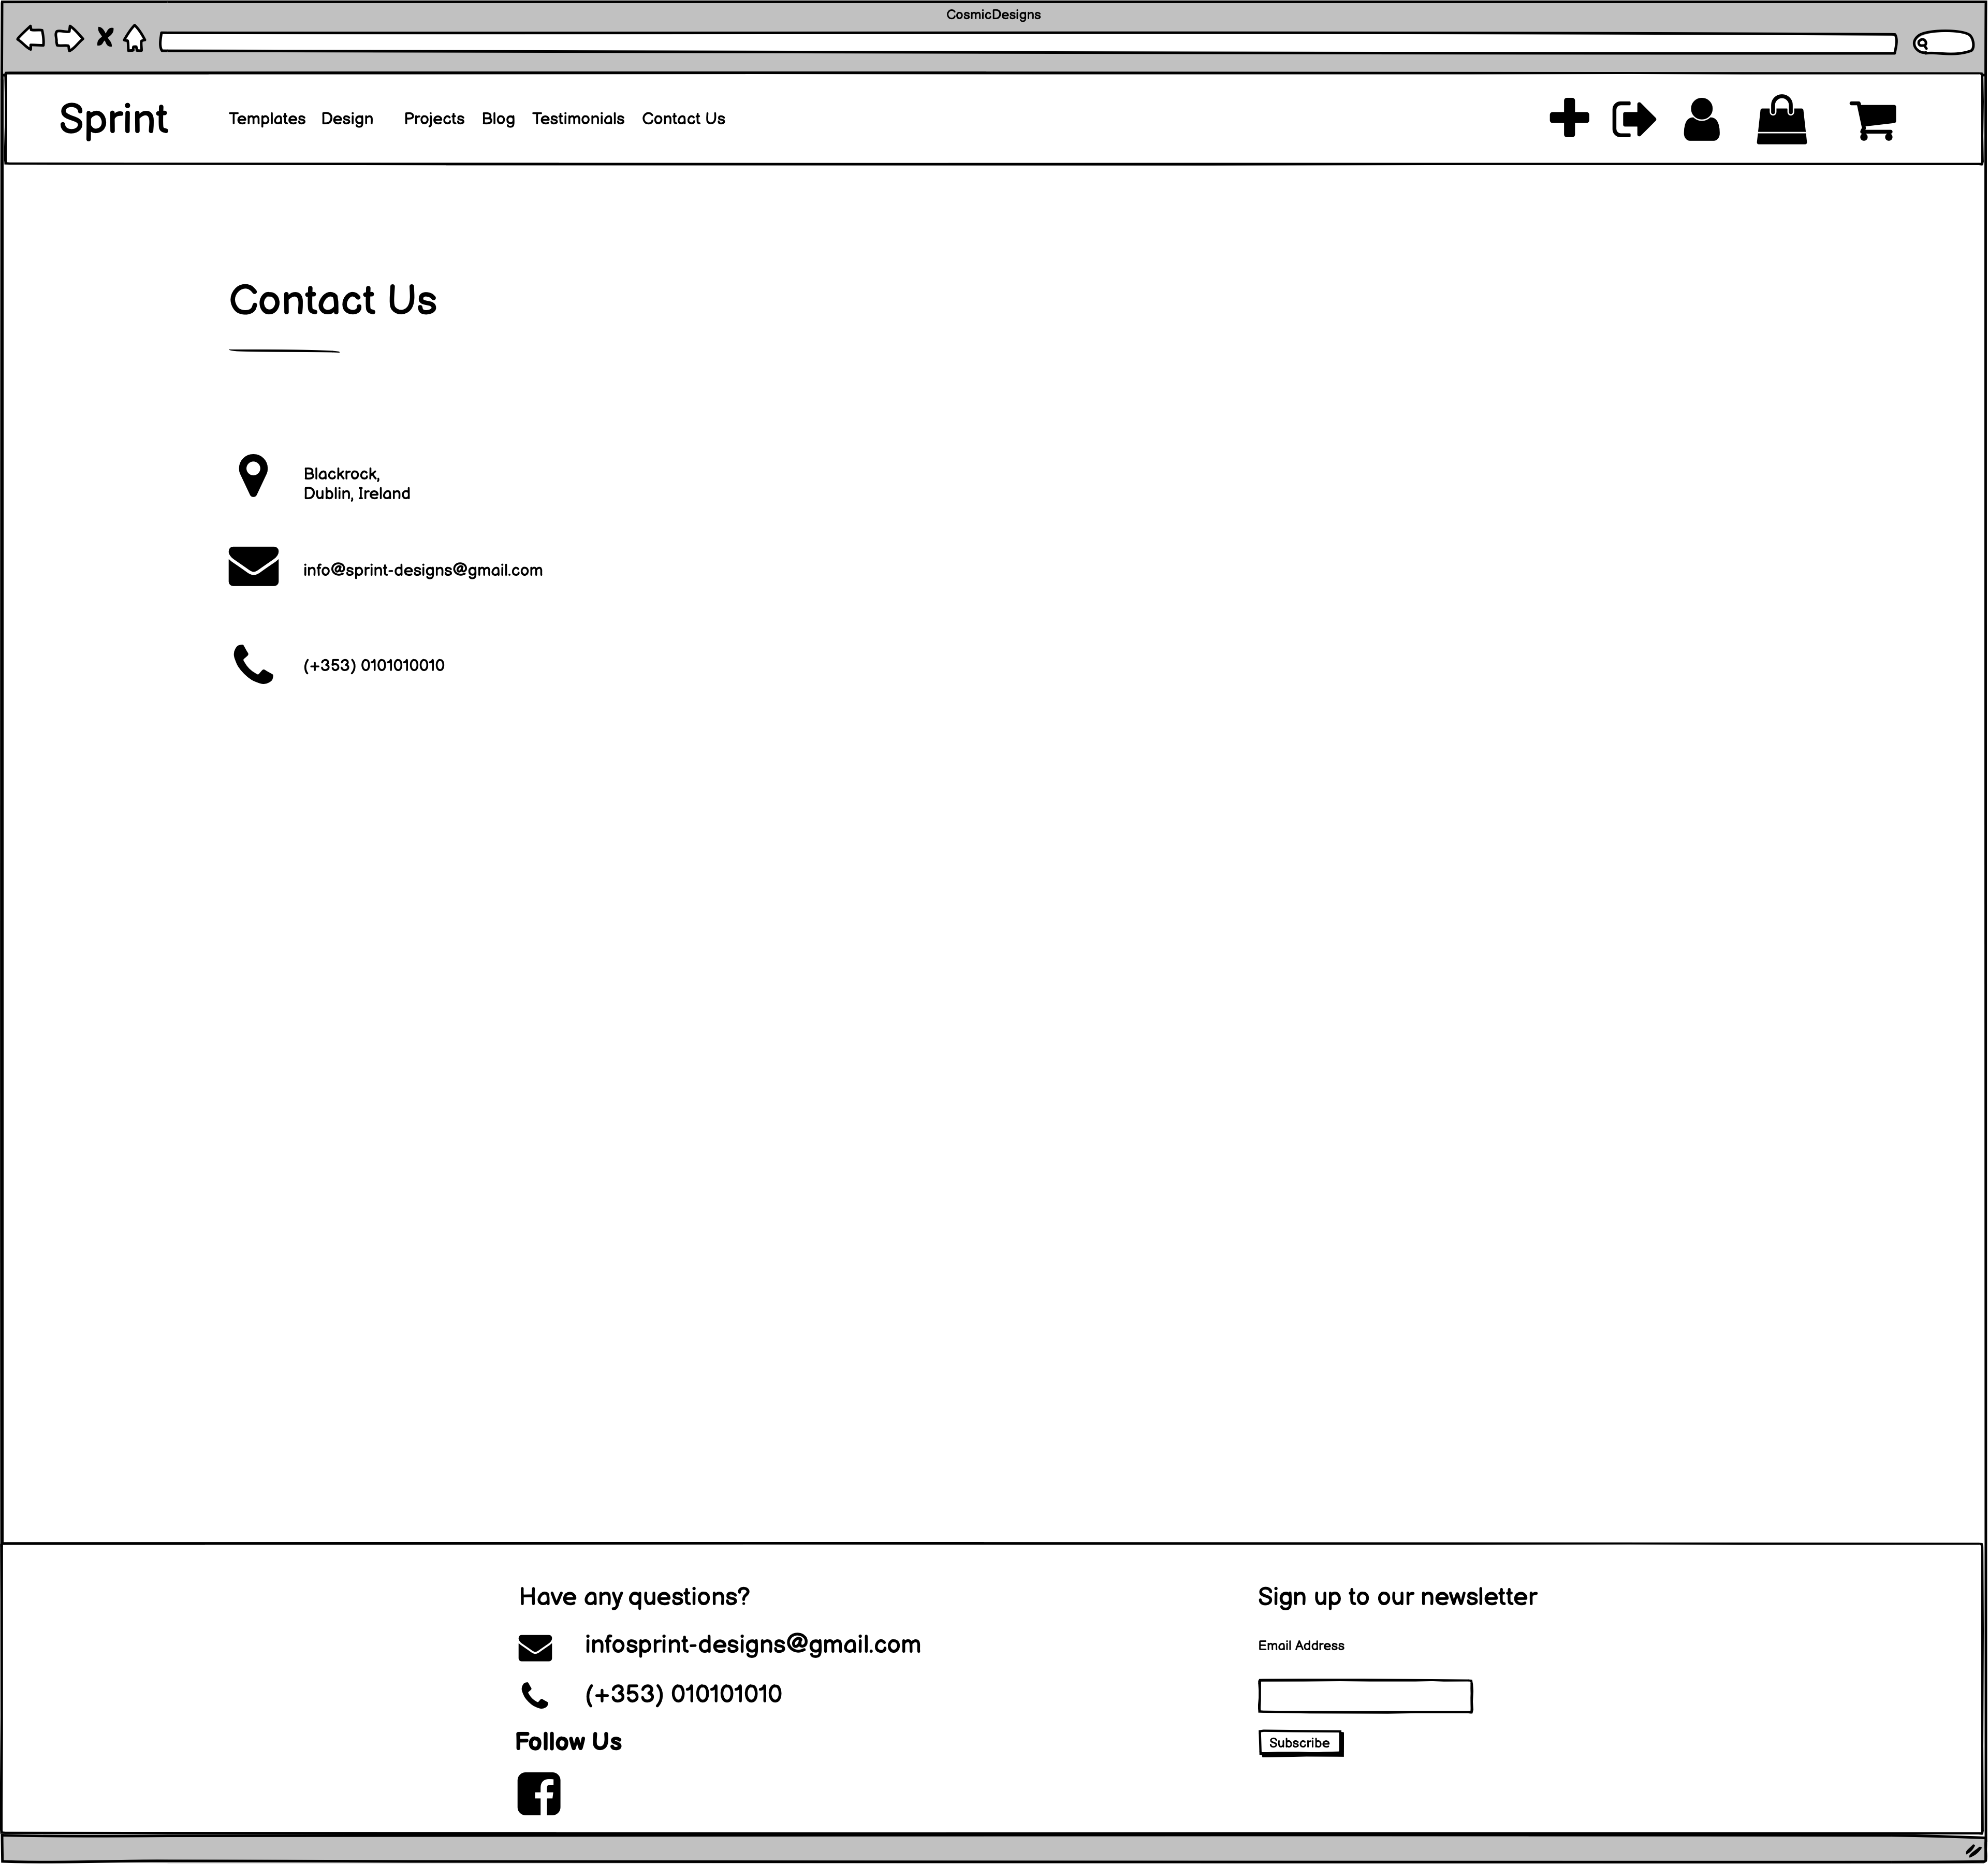 CosmicDesigns
Sprint
Templates Design Projects Blog Testimonials Contact Us
Contact Us
Blackrock,
Dublin, Ireland
info@sprint-designs@gmail.com
(+353) 0101010010
Have any questions?
infosprint-designs@gmail.com
(+353) 010101010
Follow Us
Sign up to our newsletter
Email Address
Subscribe